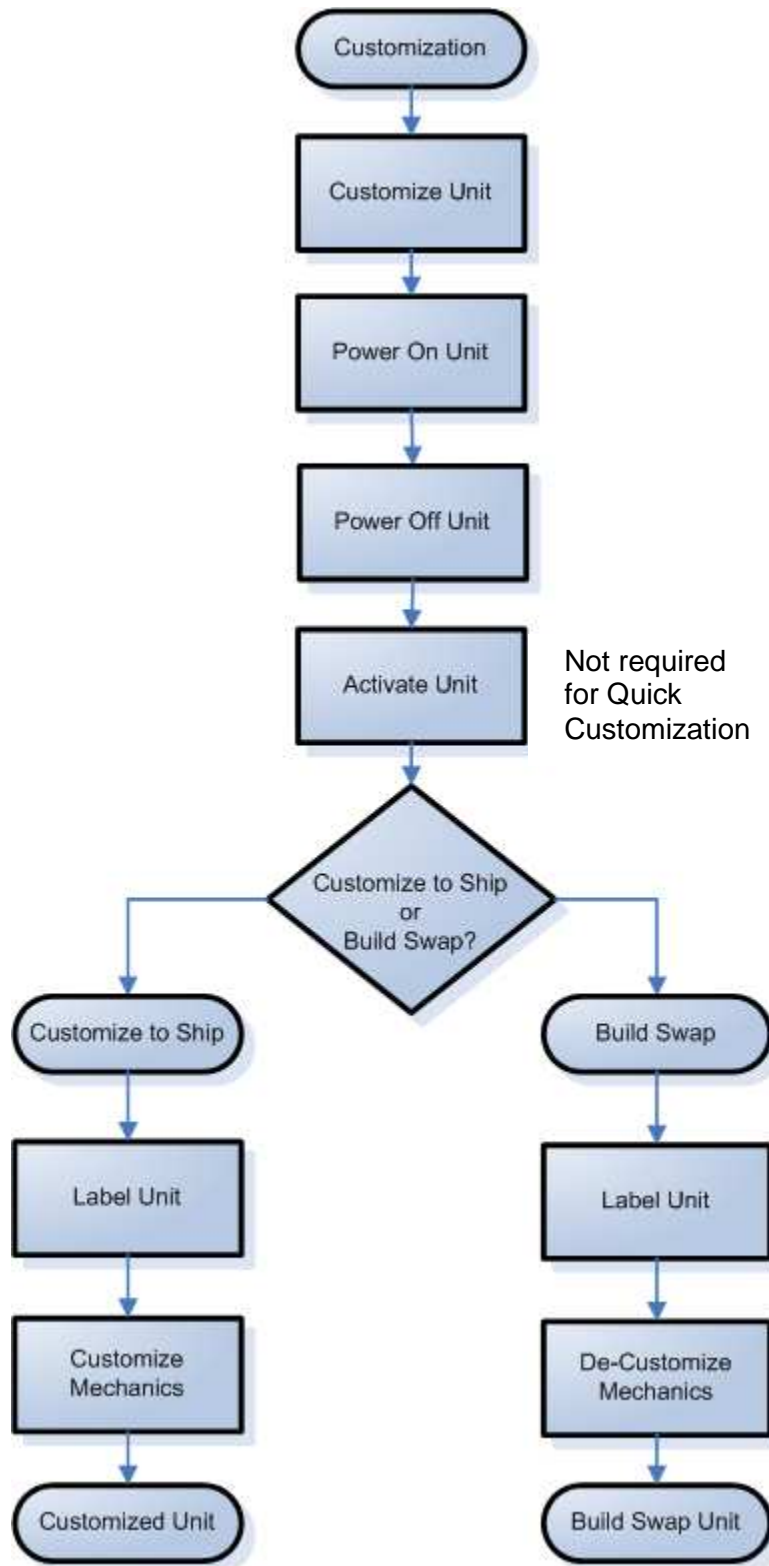 Customization
Customize Unit
Power On Unit
Power Off Unit
Activate Unit
Not required
for Quick
Customization
Customize to Ship
or
Build Swap?
Customize to Ship
Build Swap
Label Unit
Label Unit
Customize
Mechanics
De-Customize
Mechanics
Customized Unit
Build Swap Unit